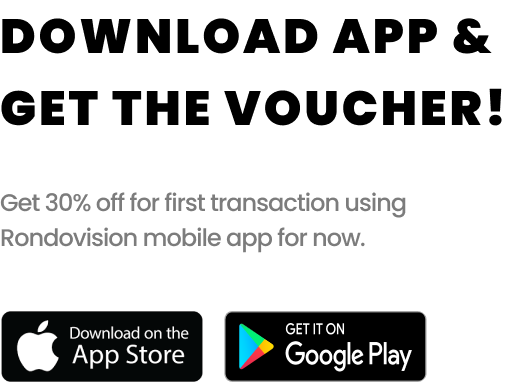 DOWNLOAD APP &
GET THE VOUCHER!
Get 30% off for first transaction using
Rondovision mobile app for now.
Download on the
App Store
GET IT ON
Google Play